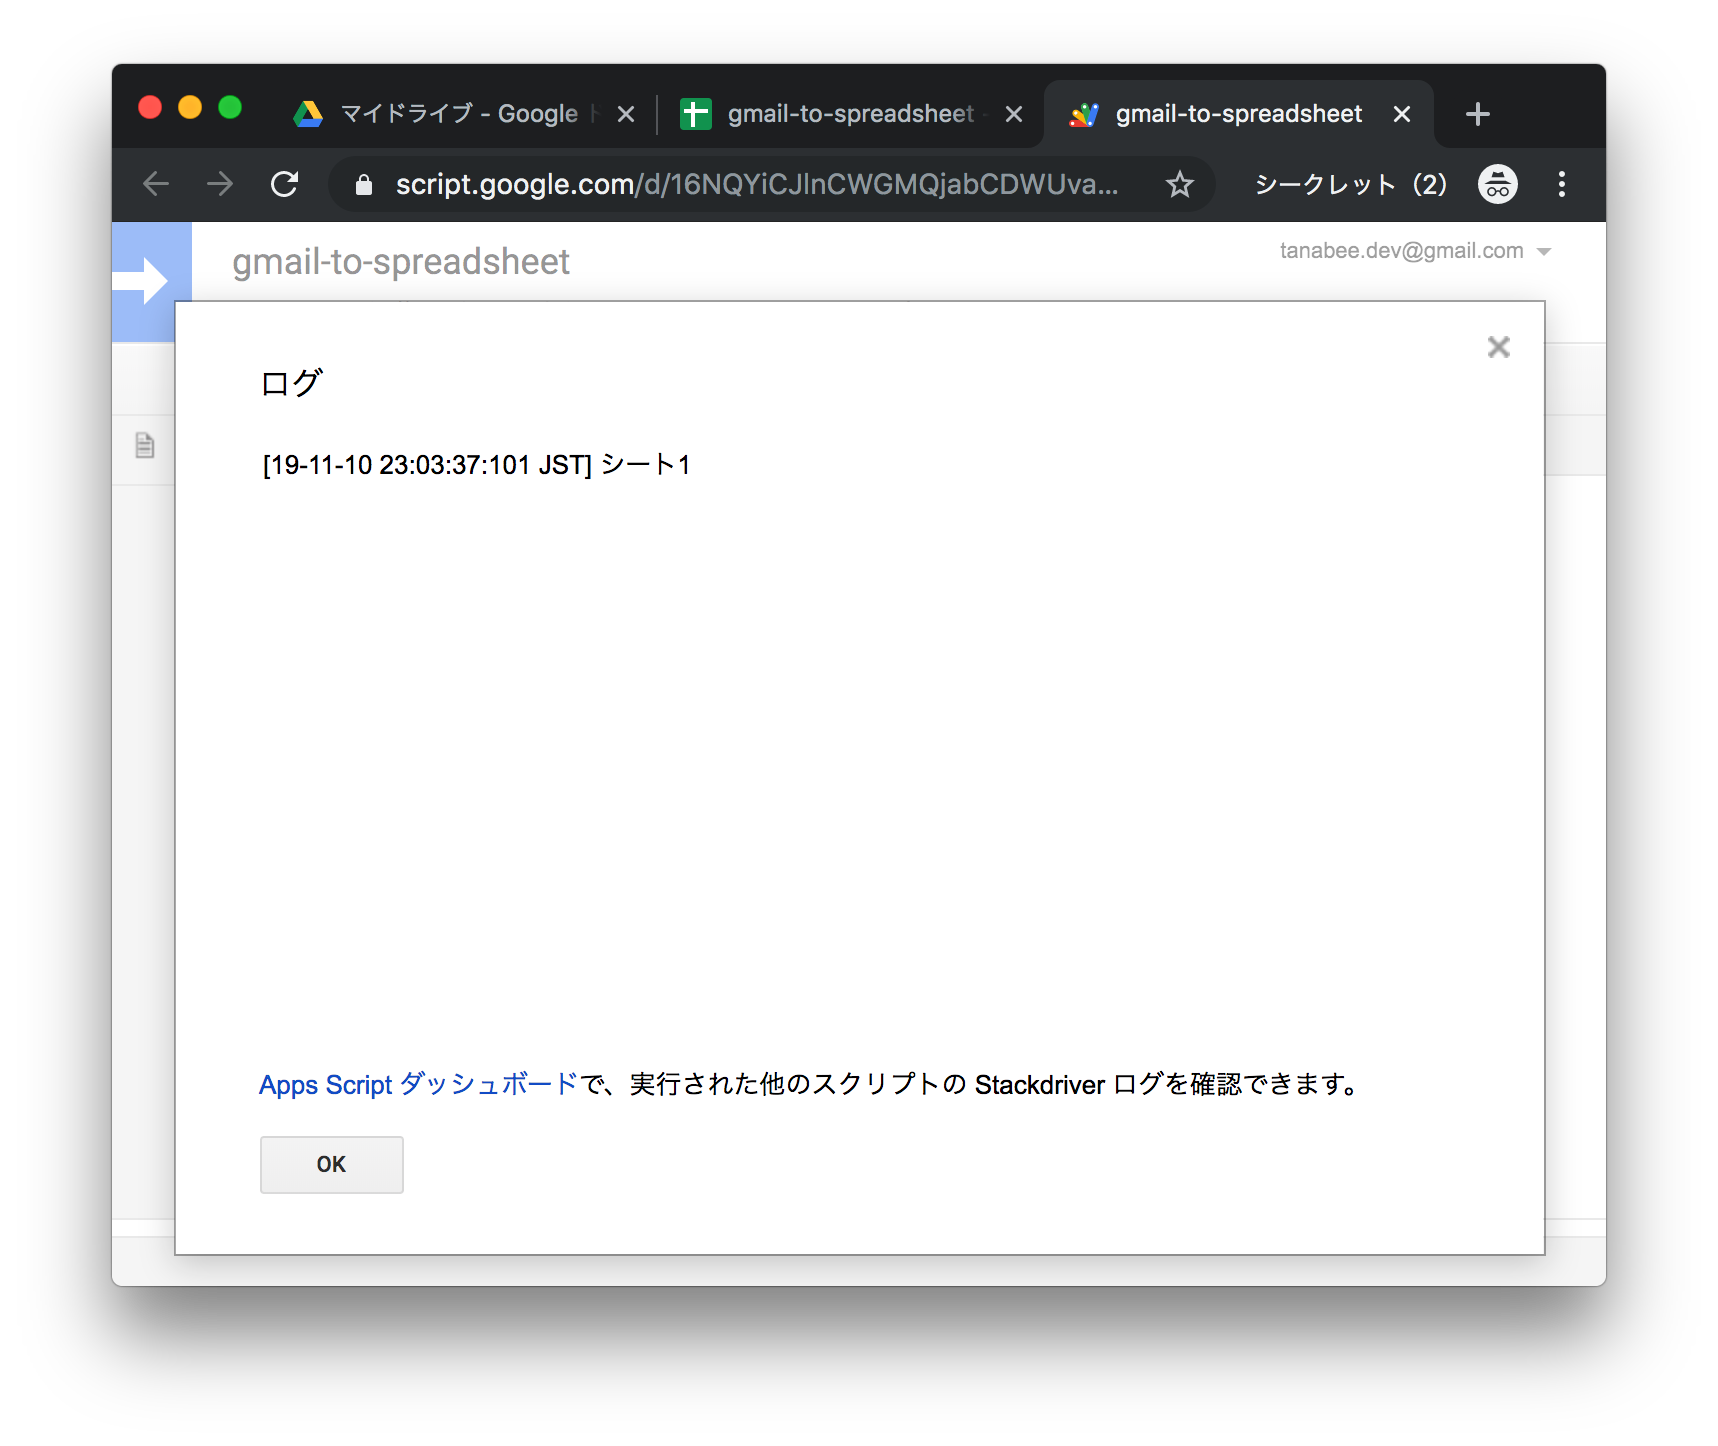 マイドライブ - Google ド
gmail-to-spreadsheet -
gmail-to-spreadsheet
script.google.com/d/16NQYiCJlnCWGMQjabCDWUva...
シークレット（2）
gmail-to-spreadsheet
tanabee.dev@gmail.com
ログ
[19-11-10 23:03:37:101 JST] シート1
Apps Script ダッシュボードで、実行された他のスクリプトの Stackdriver ログを確認できます。
OK